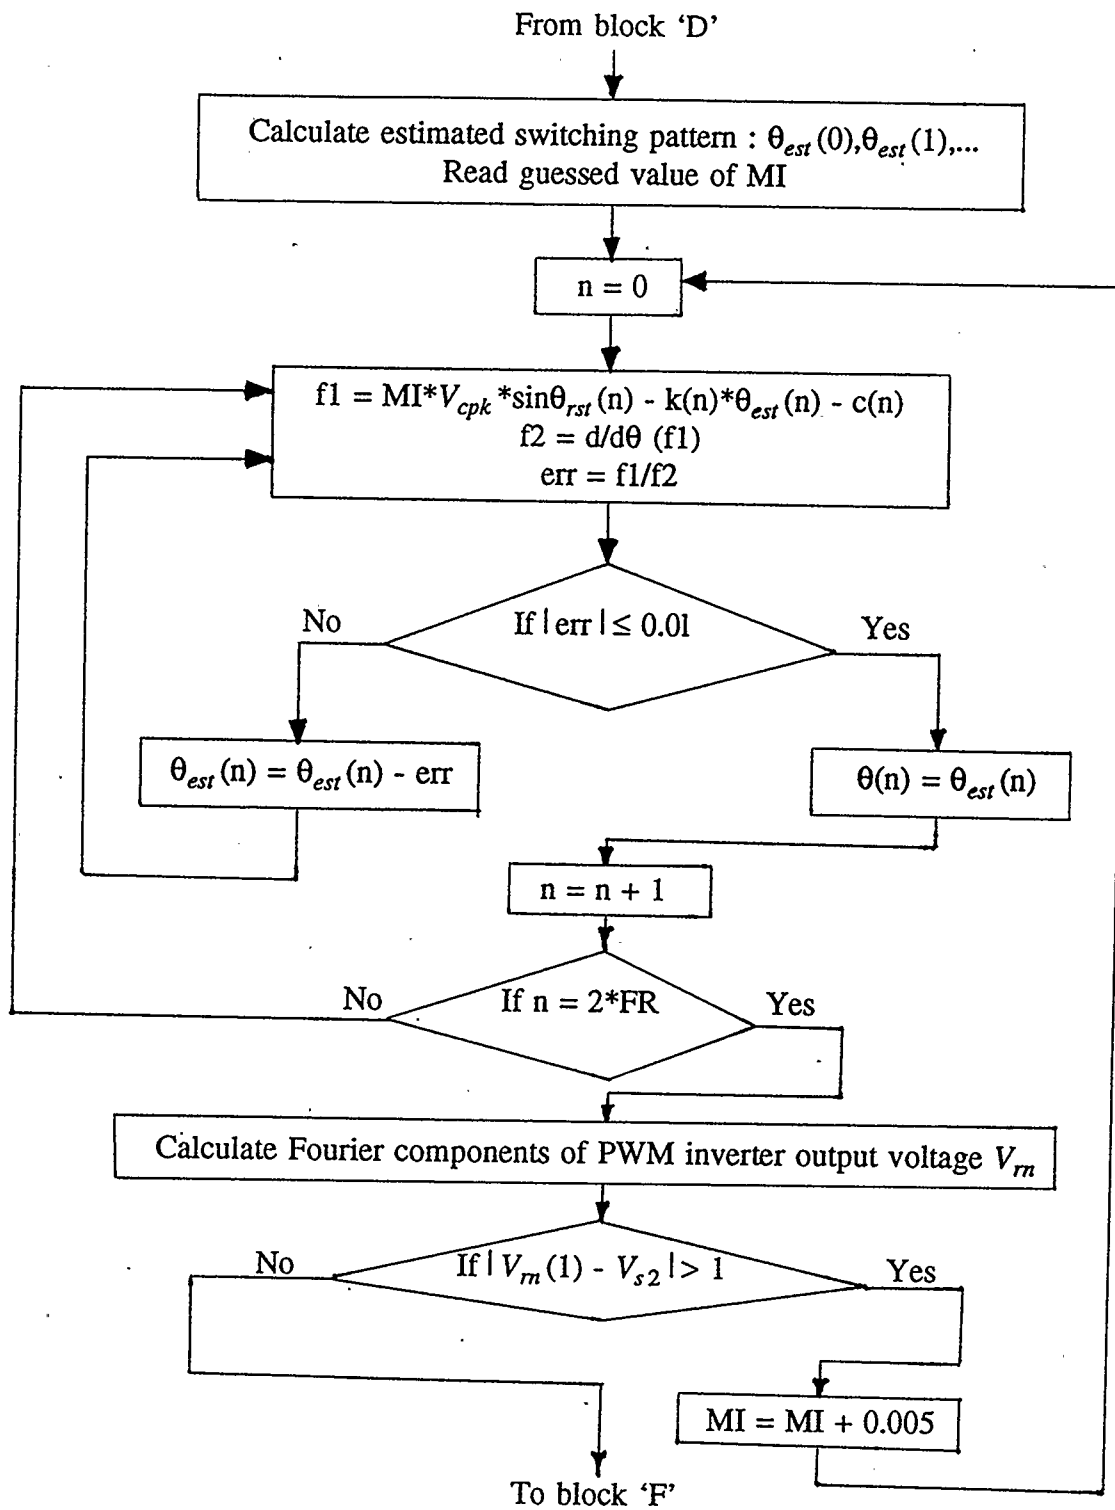 From block ‘D’
Calculate estimated switching pattern : θest(0),θest(1),...
Read guessed value of MI
n = 0
f1 = MI*Vcpk*sinθrst(n) - k(n)*θest(n) - c(n)
f2 = d/dθ (f1)
err = f1/f2
No
If |err| ≤ 0.01
Yes
θest(n) = θest(n) - err
θ(n) = θest(n)
n = n + 1
No
If n = 2*FR
Yes
Calculate Fourier components of PWM inverter output voltage Vrn
No
If |Vrn(1) - Vs2| > 1
Yes
MI = MI + 0.005
To block ‘F’